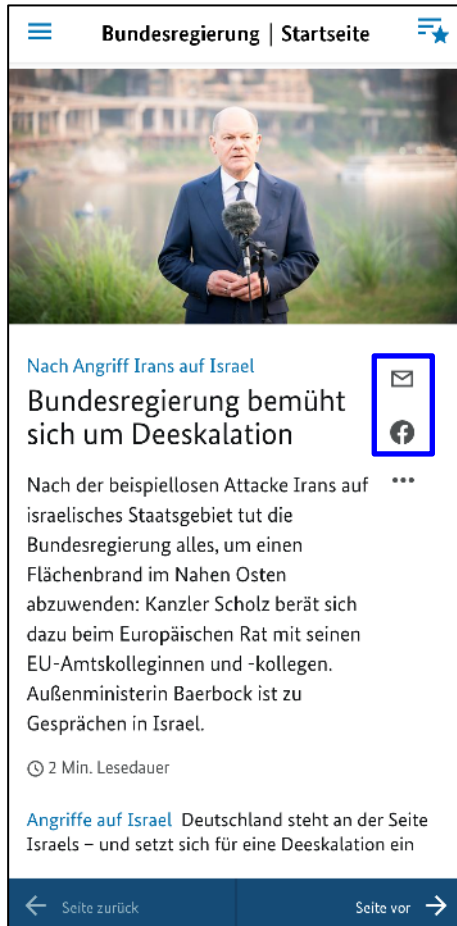 Bundesregierung | Startseite
Nach Angriff Irans auf Israel
Bundesregierung bemüht
sich um Deeskalation
Nach der beispiellosen Attacke Irans auf
israelisches Staatsgebiet tut die
Bundesregierung alles, um einen
Flächenbrand im Nahen Osten
abzuwenden: Kanzler Scholz berät sich
dazu beim Europäischen Rat mit seinen
EU-Amtskolleginnen und -kollegen.
Außenministerin Baerbock ist zu
Gesprächen in Israel.
2 Min. Lesedauer
Angriffe auf Israel Deutschland steht an der Seite
Israels – und setzt sich für eine Deeskalation ein
Seite zurück Seite vor